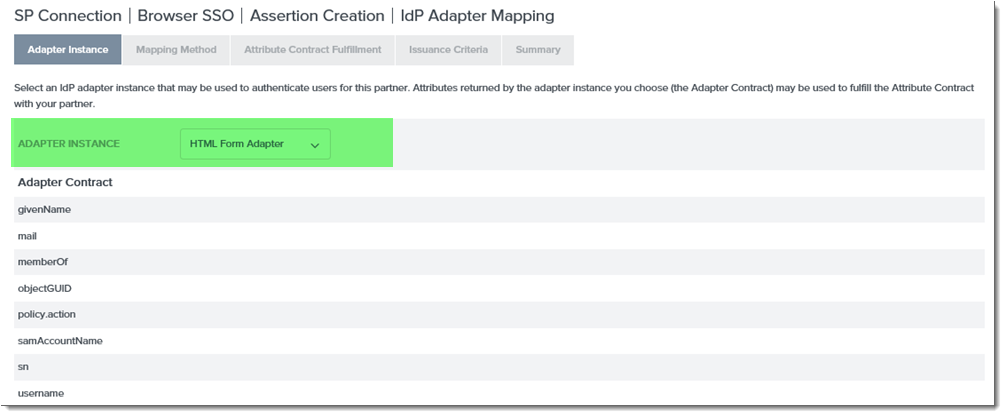 SP Connection | Browser SSO | Assertion Creation | IdP Adapter Mapping
Adapter Instance Mapping Method Attribute Contract Fulfillment Issuance Criteria Summary
Select an IdP adapter instance that may be used to authenticate users for this partner. Attributes returned by the adapter instance you choose (the Adapter Contract) may be used to fulfill the Attribute Contract
with your partner.
ADAPTER INSTANCE HTML Form Adapter
Adapter Contract
givenName
mail
memberOf
objectGUID
policy.action
samAccountName
sn
username